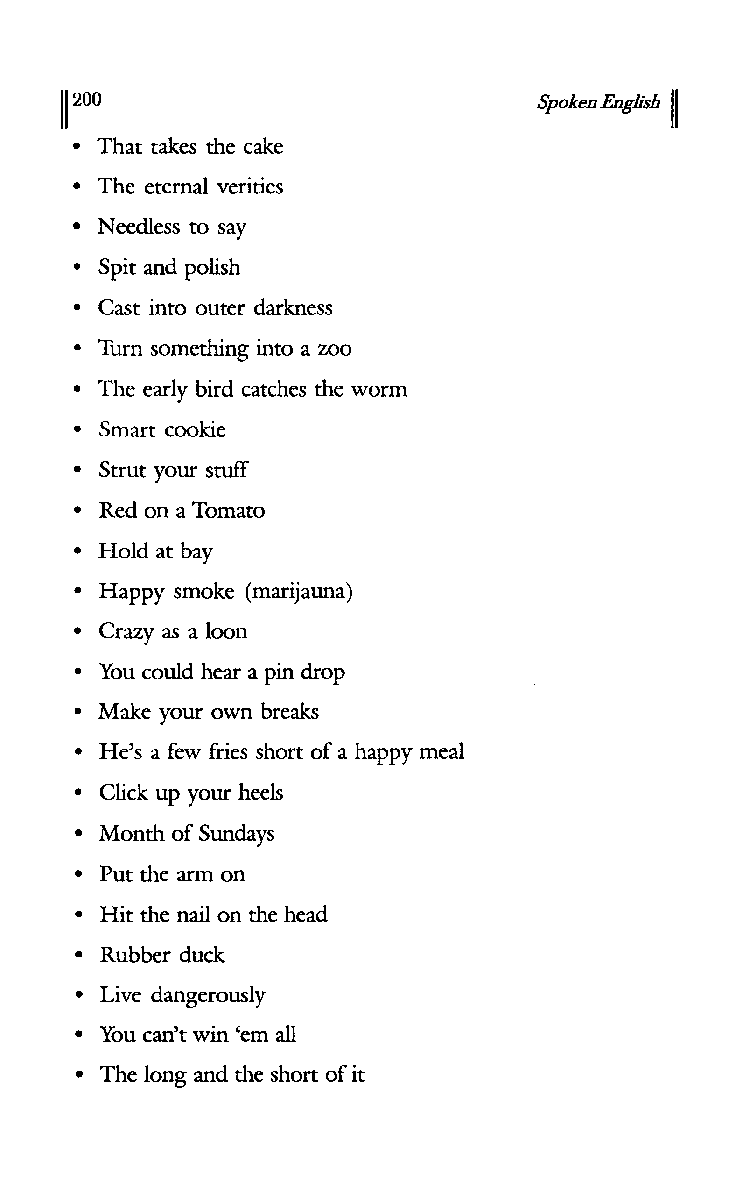 200 Spoken English
• That takes the cake
• The eternal verities
• Needless to say
• Spit and polish
• Cast into outer darkness
• Turn something into a zoo
• The early bird catches the worm
• Smart cookie
• Strut your stuff
• Red on a Tomato
• Hold at bay
• Happy smoke (marijauna)
• Crazy as a loon
• You could hear a pin drop
• Make your own breaks
• He's a few fries short of a happy meal
• Click up your heels
• Month of Sundays
• Put the arm on
• Hit the nail on the head
• Rubber duck
• Live dangerously
• You can't win 'em all
• The long and the short of it